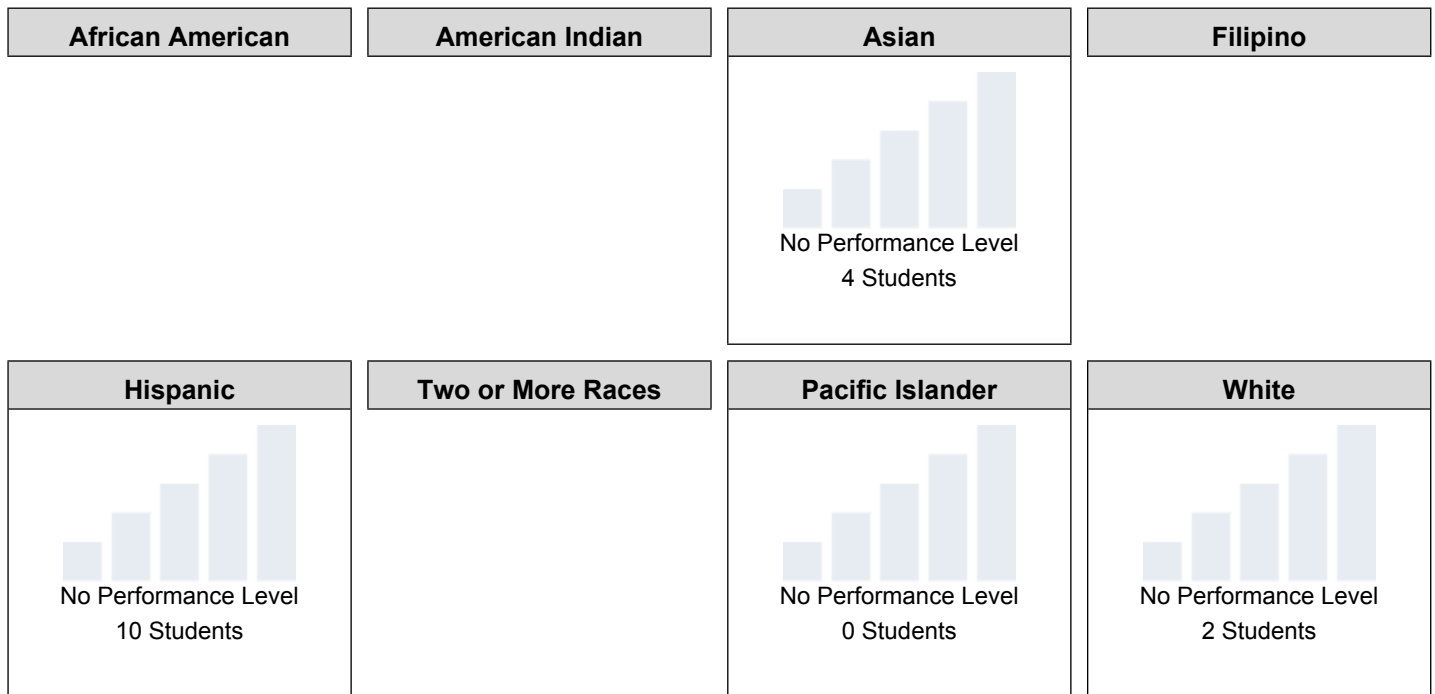 African American
American Indian
Asian
Filipino
No Performance Level
4 Students
Hispanic
Two or More Races
Pacific Islander
White
No Performance Level
10 Students
No Performance Level
0 Students
No Performance Level
2 Students